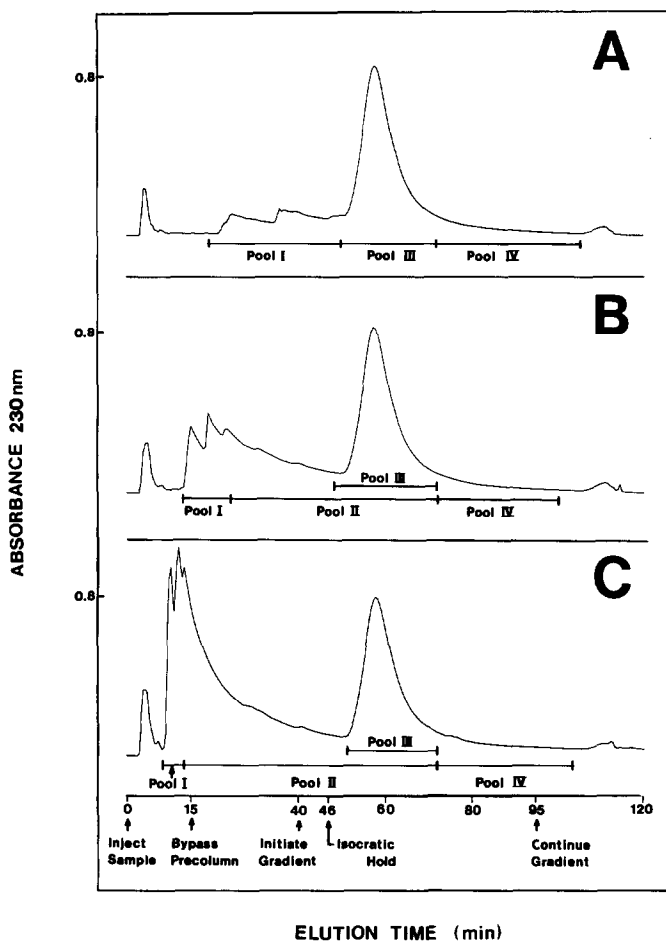 A
0.8
Pool I
Pool III
Pool IV
B
0.8
Pool III
Pool I
Pool II
Pool IV
C
0.8
Pool III
Pool I
Pool II
Pool IV
0
15
40
46
60
80
95
120
Inject
Sample
Bypass
Precolumn
Initiate
Gradient
Isocratic
Hold
Continue
Gradient
ABSORBANCE 230nm
ELUTION TIME (min)